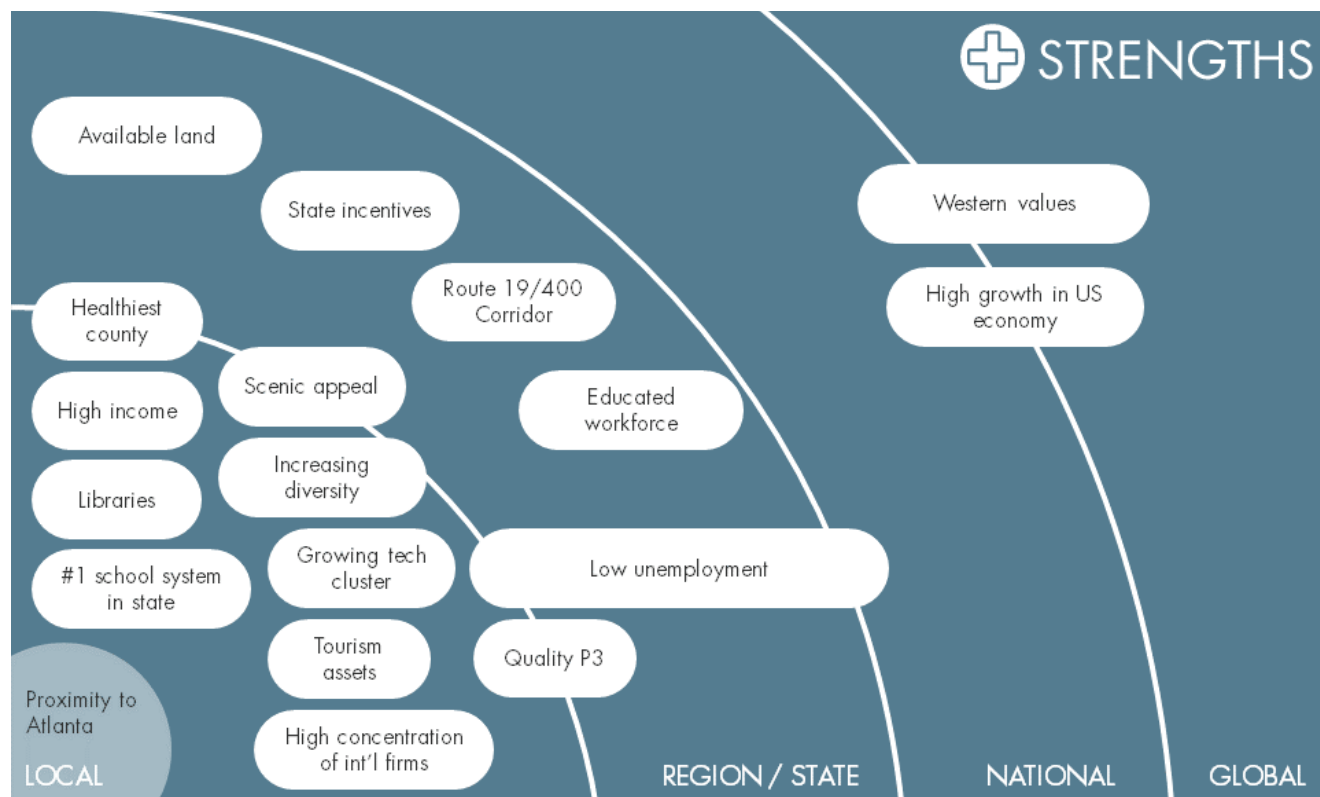 STRENGTHS
Available land
State incentives
Western values
Route 19/400
Corridor
High growth in US
economy
Healthiest
county
Scenic appeal
High income
Educated
workforce
Increasing
diversity
Libraries
Growing tech
cluster
Low unemployment
#1 school system
in state
Tourism
assets
Quality P3
Proximity to
Atlanta
High concentration
of int'l firms
LOCAL
REGION / STATE
NATIONAL
GLOBAL